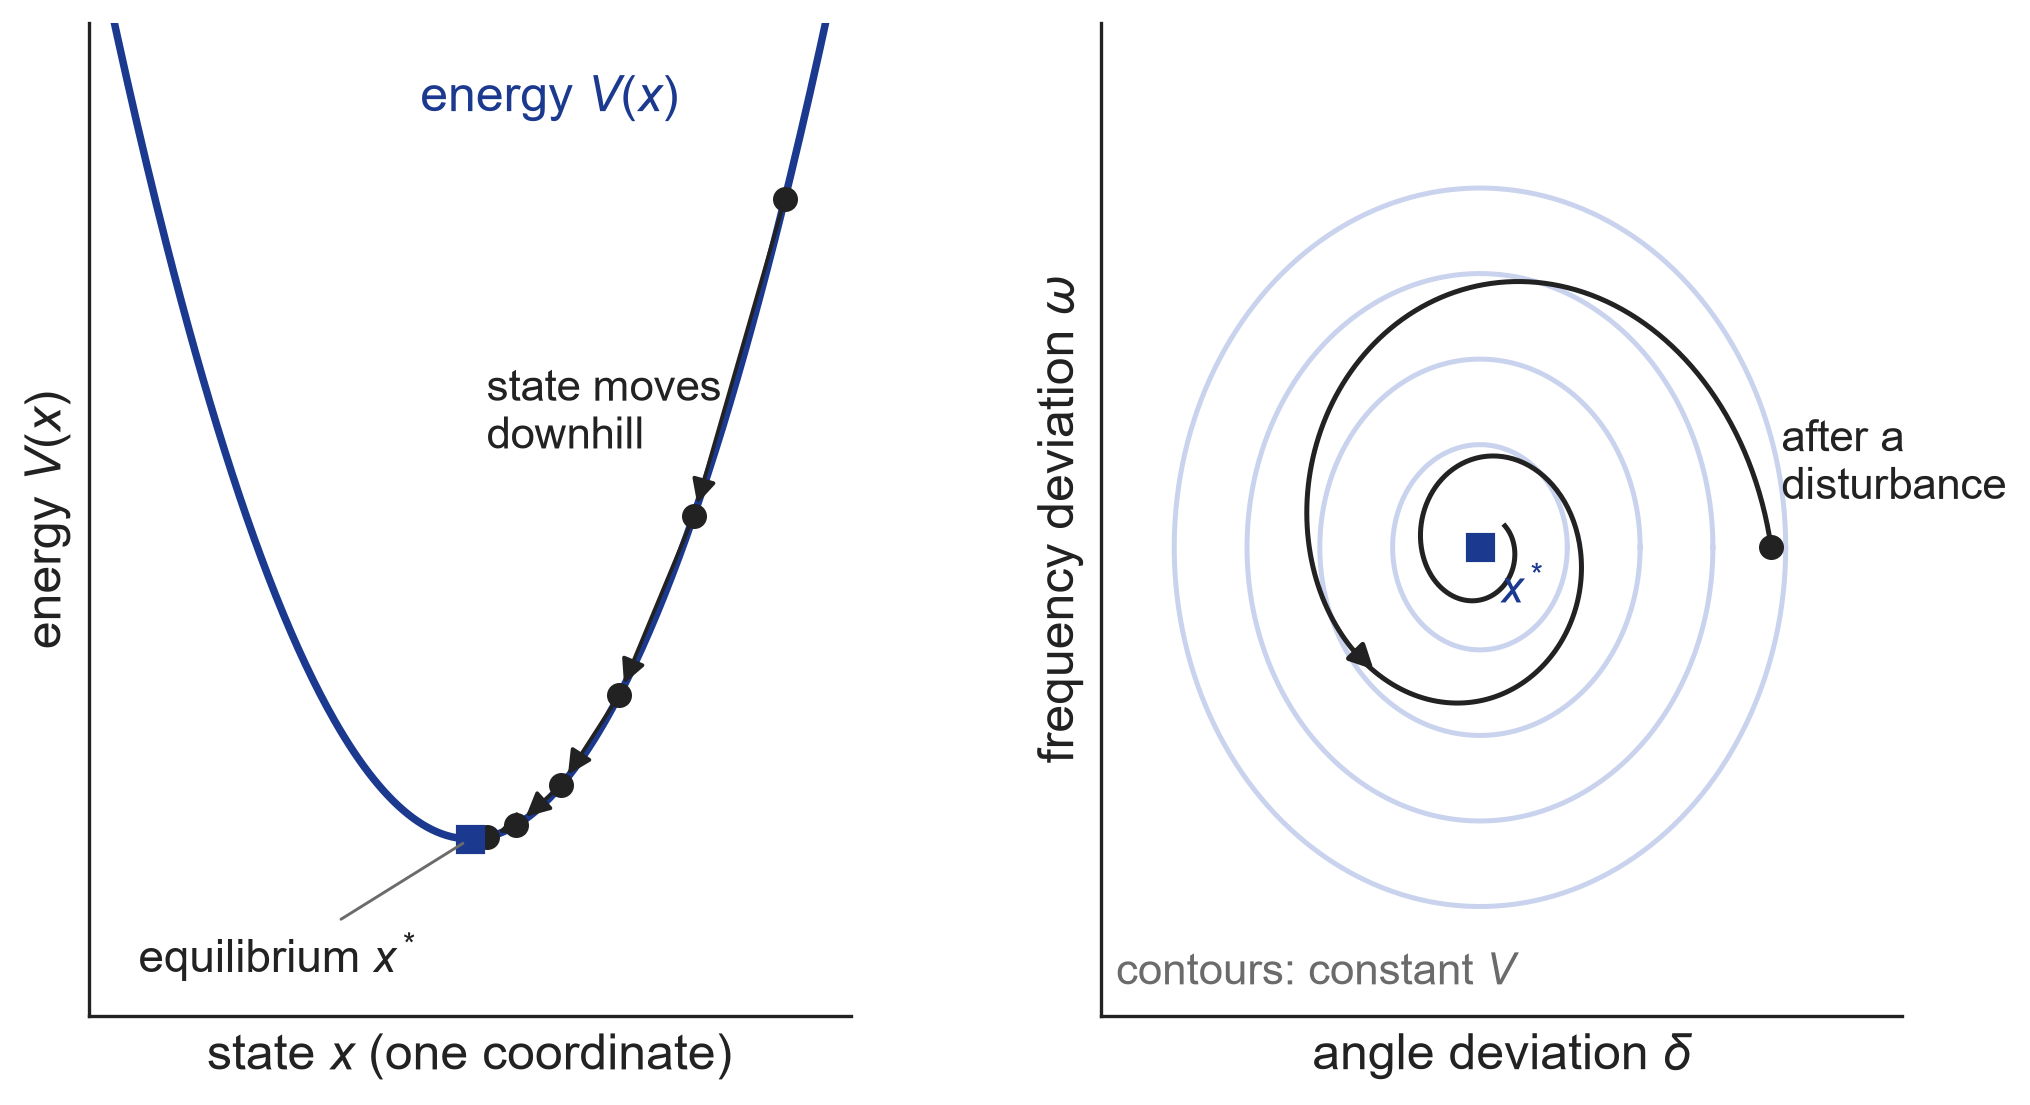 energy V(x)
energy V(x)
state moves
downhill
equilibrium x*
state x (one coordinate)
frequency deviation ω
after a
disturbance
x*
contours: constant V
angle deviation δ